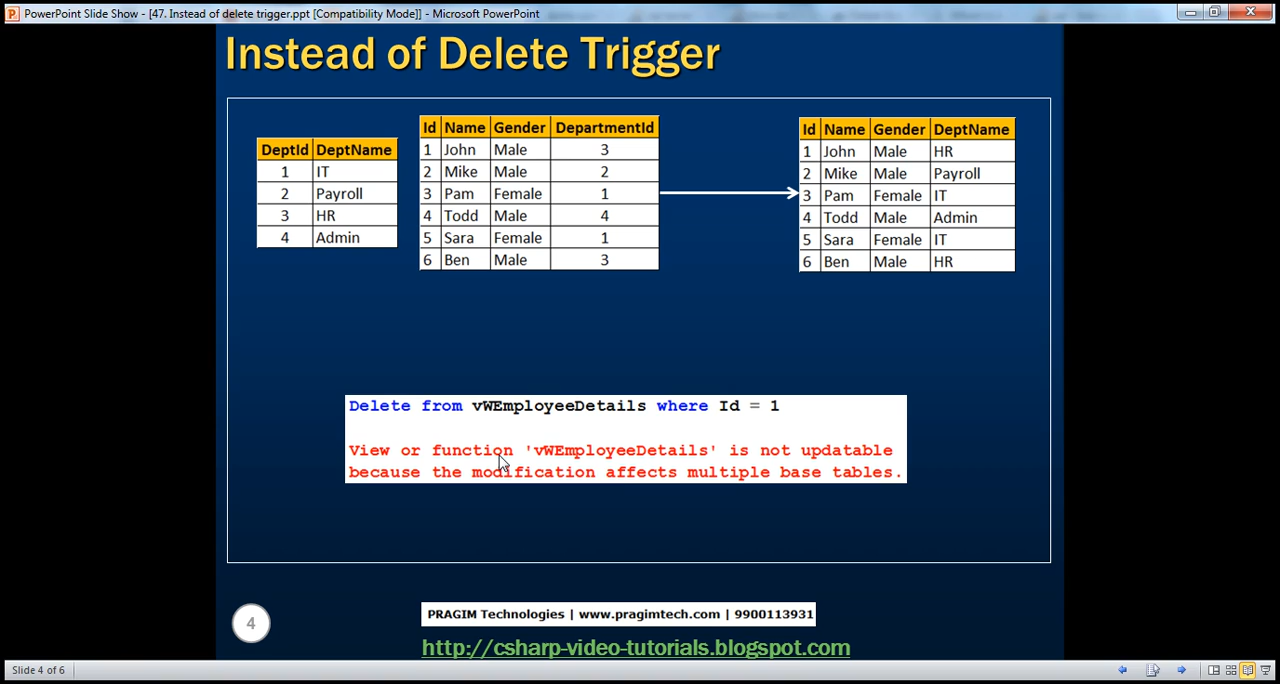 PowerPoint Slide Show - [47. Instead of delete trigger.ppt [Compatibility Mode]] - Microsoft PowerPoint
Instead of Delete Trigger
DeptId DeptName
1 IT
2 Payroll
3 HR
4 Admin
Id Name Gender DepartmentId
1 John Male 3
2 Mike Male 2
3 Pam Female 1
4 Todd Male 4
5 Sara Female 1
6 Ben Male 3
Id Name Gender DeptName
1 John Male HR
2 Mike Male Payroll
3 Pam Female IT
4 Todd Male Admin
5 Sara Female IT
6 Ben Male HR
Delete from vWEmployeeDetails where Id = 1
View or function 'vWEmployeeDetails' is not updatable
because the modification affects multiple base tables.
4
PRAGIM Technologies | www.pragimtech.com | 9900113931
http://csharp-video-tutorials.blogspot.com
Slide 4 of 6